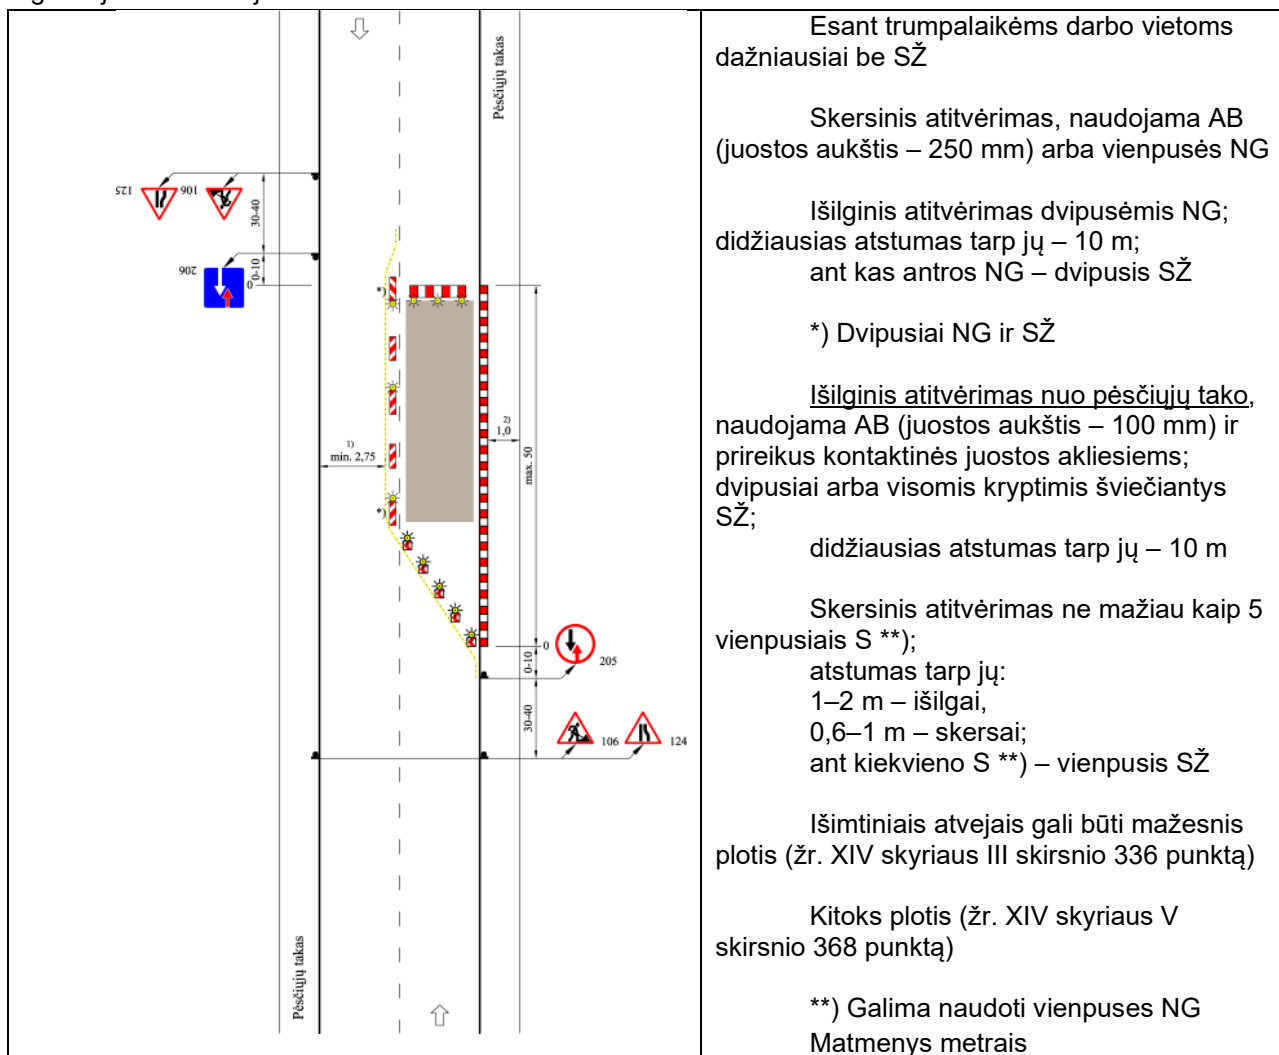 Pėsčiųjų takas
125
106
30-40
206
0-10
0
*)
1)
min. 2,75
2)
1,0
max. 50
*)
0
205
0-10
30-40
106
124
Pėsčiųjų takas
Esant trumpalaikėms darbo vietoms
dažniausiai be SŽ
Skersinis atitvėrimas, naudojama AB
(juostos aukštis – 250 mm) arba vienpusės NG
Išilginis atitvėrimas dvipusėmis NG;
didžiausias atstumas tarp jų – 10 m;
ant kas antros NG – dvipusis SŽ
*) Dvipusiai NG ir SŽ
Išilginis atitvėrimas nuo pėsčiųjų tako,
naudojama AB (juostos aukštis – 100 mm) ir
prireikus kontaktinės juostos akliesiems;
dvipusiai arba visomis kryptimis šviečiantys
SŽ;
didžiausias atstumas tarp jų – 10 m
Skersinis atitvėrimas ne mažiau kaip 5
vienpusiais S **);
atstumas tarp jų:
1–2 m – išilgai,
0,6–1 m – skersai;
ant kiekvieno S **) – vienpusis SŽ
Išimtiniais atvejais gali būti mažesnis
plotis (žr. XIV skyriaus III skirsnio 336 punktą)
Kitoks plotis (žr. XIV skyriaus V
skirsnio 368 punktą)
**) Galima naudoti vienpuses NG
Matmenys metrais